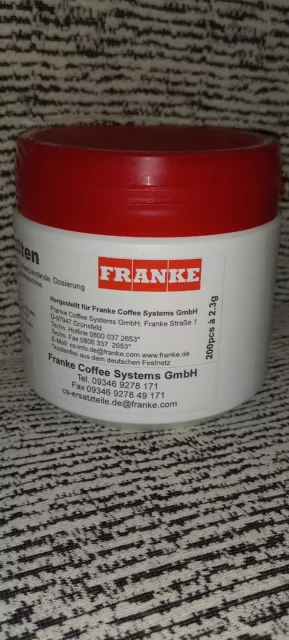 FRANKE
Dosierung
Hergestellt für Franke Coffee Systems GmbH
Franke Coffee Systems GmbH, Franke Straße
D-97947 Grünsfeld
Techn. Hotline 0800 037 2653*
Techn. Fax 0800 337 2653*
E-Mail: cs-info.de@franke.com www.franke.de
*kostenfrei aus dem deutschen Festnetz
Franke Coffee Systems GmbH
Tel. 09346 9278 171
Fax 09346 9278 49 171
cs-ersatzteile.de@franke.com
200pcs à 2.3g